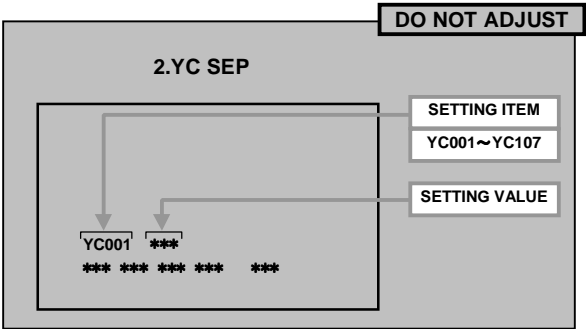 DO NOT ADJUST
2.YC SEP
SETTING ITEM
YC001～YC107
SETTING VALUE
YC001 ***
*** *** *** *** ***